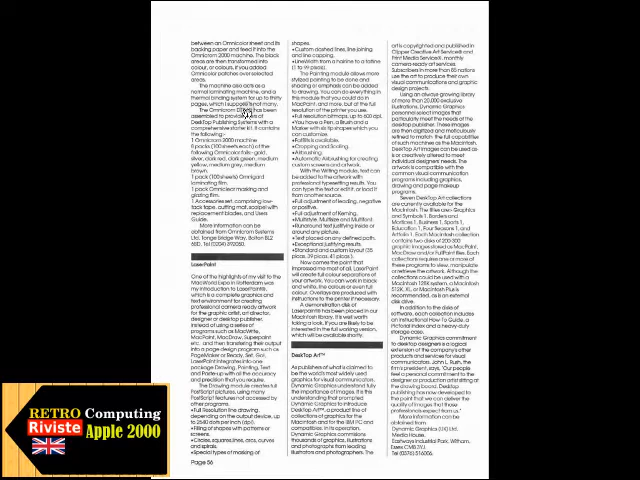 between an Omnicolor sheet and its
backing paper and feed it into the
Omnicrom 2000 machine. The black
areas are then transformed into
colour, or colours, if you added
Omnicolor patches over selected
areas.
The machine also acts as a
normal laminating machine, and a
thermal binding system for up to thirty
pages, which I suppose is not many.
The Omnicrom has been
assembled to provide users of
DeskTop Publishing Systems with a
comprehensive starter kit. It contains
the following:-
1 Omnicrom 2000 machine
6 packs (100 sheets each) of the
following Omnicolor foils:- gold,
silver, dark red, dark green, medium
yellow, medium grey, medium
brown.
1 pack (100 sheets) Omnigard
laminating film.
1 pack Omniclear masking and
glazing film.
1 Accessories set, comprising low-
tack tape, cutting mat, scalpel with
replacement blades, and Users
Guide.
More information can be
obtained from Omnicrom Systems
Ltd, Tonge Bridge Way, Bolton BL2
6BD. Tel (0204) 389383.
LaserPaint
One of the highlights of my visit to the
MacWorld Expo in Rotterdam was
my introduction to LaserPaint®,
which is a complete graphics and
text environment for creating
professional camera ready artwork
for the graphic artist, art director,
designer or desktop publisher.
Instead of using a series of
programs such as MacWrite,
MacPaint, MacDraw, Superpaint
etc., and then transferring their output
into a page design program such as
PageMaker or Ready, Set, Go!,
LaserPaint integrates into one
package Drawing, Painting, Text
and Paste-up with all the accuracy
and precision that you require.
The Drawing module creates full
PostScript pictures, using many
PostScript features not accessed by
other programs.
•Full Resolution line drawing,
depending on the output device, up
to 2540 dots per inch (dpi).
•Filling of shapes with patterns or
screens.
•Circles, squares, lines, arcs, curves
and spirals.
•Special types of masking of
Page 56
shapes.
•Custom dashed lines, line joining
and line capping.
•Linewidth from a hairline to a fatline
(1 to 99 pixels).
The Painting module allows more
stylized painting to be done and
shading or emphasis can be added
to drawing. You can do everything in
this module that you could do in
MacPaint, and more, but at the full
resolution of the printer you use.
•Full resolution bitmaps, up to 600 dpi.
•You have a Pen, a Brush and a
Marker with its tip shapes which you
can customize.
•FatBits is available.
•Cropping and Scaling.
•Airbrushing.
•Automatic Airbrushing for creating
custom screens and artwork.
With the Writing module, text can
be added to the artwork with
professional typesetting results. You
can type the text or edit it, or load it
from another source.
•Full adjustment of leading, negative
or positive.
•Full adjustment of Kerning.
•Multistyle, Multisize and Multifont.
•Runaround text justifying inside or
around any picture.
•Text placed on any defined path.
•Exceptional justifying results.
•Standard and custom layout (35
picas, 39 picas, 41 picas).
Now comes the point that
impressed me most of all. LaserPaint
will create full colour separations of
your artwork. You can work in black
and white, line colours or even full
colour. Overlays are produced with
instructions to the printer if necessary.
A demonstration disk of
Laserpaint® has been placed in our
Macintosh library. It is well worth
taking a look. If you are likely to be
interested in the full working version,
which will be available shortly.
DeskTop Art™
As publishers of what is claimed to
be the world's most widely used
graphics for visual communicators,
Dynamic Graphics understand fully
the importance of images. It is this
understanding that prompted
Dynamic Graphics to introduce
DeskTop Art™, a product line of
collections of graphics for the
Macintosh and for the IBM PC and
compatibles. In its operation,
Dynamic Graphics commissions
thousands of graphics, illustrations
and photographs from leading
illustrators and photographers. The
art is copyrighted and published in
Clipper Creative Art Service® and
Print Media Service®, monthly
camera-ready art services.
Subscribers in more than 85 nations
use the art to produce their own
visual communications and graphic
design projects.
Using an always-growing library
of more than 20,000 exclusive
illustrations, Dynamic Graphics
personnel select images that
particularly meet the needs of the
desktop publisher. These images
are then digitized and meticulously
refined to match the full capabilities
of such machines as the Macintosh.
DeskTop Art images can be used as
is or creatively altered to meet
individual designers needs. The
artwork is compatible with the
common visual communication
programs including graphics,
drawing and page makeup
programs.
Seven DeskTop Art collections
are currently available for the
Macintosh. The titles are: Graphics
and Symbols 1, Borders and
Mortices 1, Business 1, Sports 1,
Education 1, Four Seasons 1, and
Artfolio 1. Each Macintosh collection
contains two disks of 200-300
graphic images stored as MacPaint,
MacDraw and/or FullPaint files. Each
collections requires one or more of
these programs to view, manipulate
or retrieve the artwork. Although the
collections can be used with a
Macintosh 128K system, a Macintosh
512K, XL, or Macintosh Plus is
recommended, as is an external
disk drive.
In addition to the disks of
software, each collection includes
an instructional How To Guide, a
Pictorial Index and a heavy-duty
storage case.
Dynamic Graphics commitment
to desktop designers is a logical
extension of the company's other
products and services for visual
communicators. John L. Rush, the
firm's president, says, 'Our people
feel a personal commitment to the
designer or production artist sitting at
the drawing board. Desktop
publishing has now developed to
the point that we can deliver the
quality of images that those
professionals expect from us.'
More information can be
obtained from
Dynamic Graphics (UK) Ltd.
Media House,
Eastways Industrial Park, Witham,
Essex CM8 3YJ.
Tel (0376) 516006.
RETRO Computing
Riviste Apple 2000